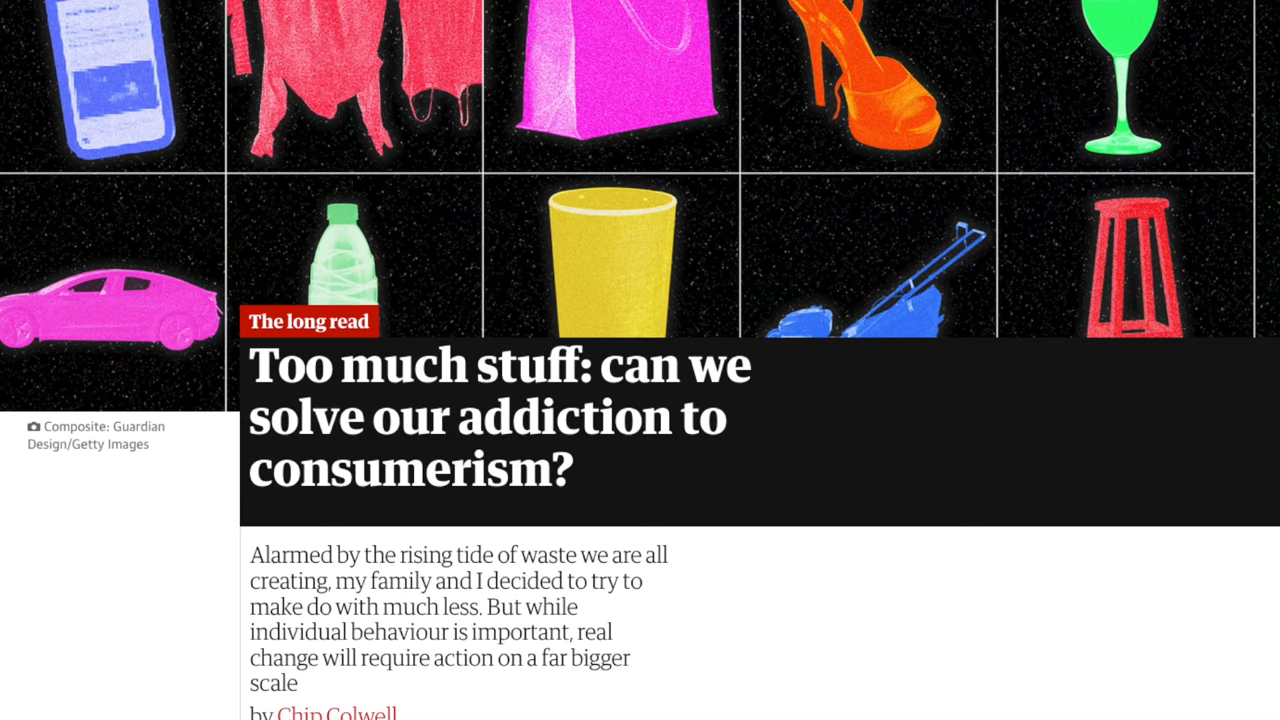 The long read
Too much stuff: can we
solve our addiction to
consumerism?
Composite: Guardian
Design/Getty Images
Alarmed by the rising tide of waste we are all
creating, my family and I decided to try to
make do with much less. But while
individual behaviour is important, real
change will require action on a far bigger
scale
by Chip Colwell